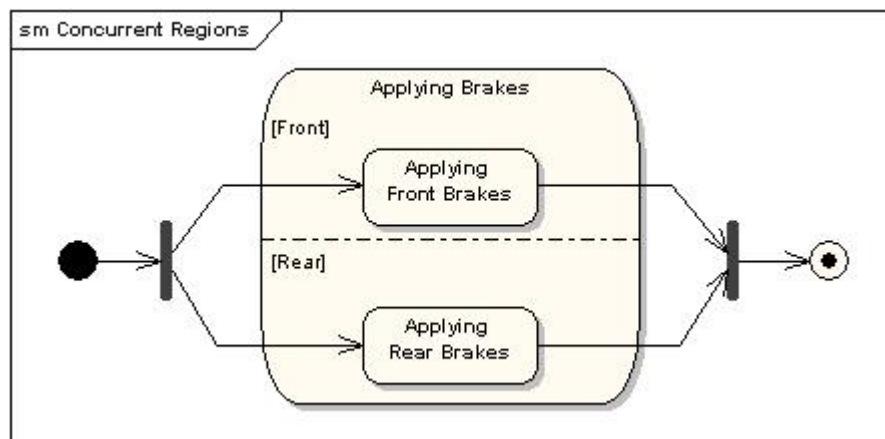 sm Concurrent Regions
Applying Brakes
[Front]
Applying
Front Brakes
[Rear]
Applying
Rear Brakes